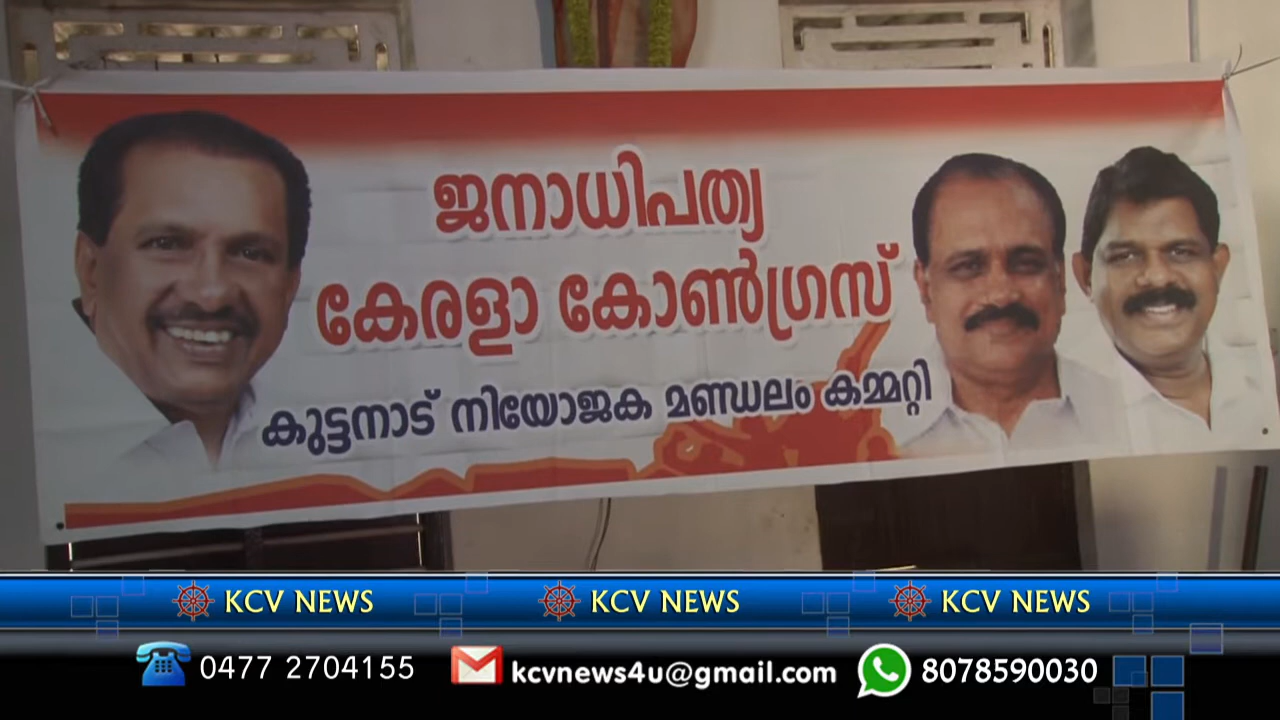 ജനാധിപത്യ
കേരളാ കോൺഗ്രസ്
കുട്ടനാട് നിയോജക മണ്ഡലം കമ്മറ്റി
KCV NEWS KCV NEWS KCV NEWS
0477 2704155 kcvnews4u@gmail.com 8078590030